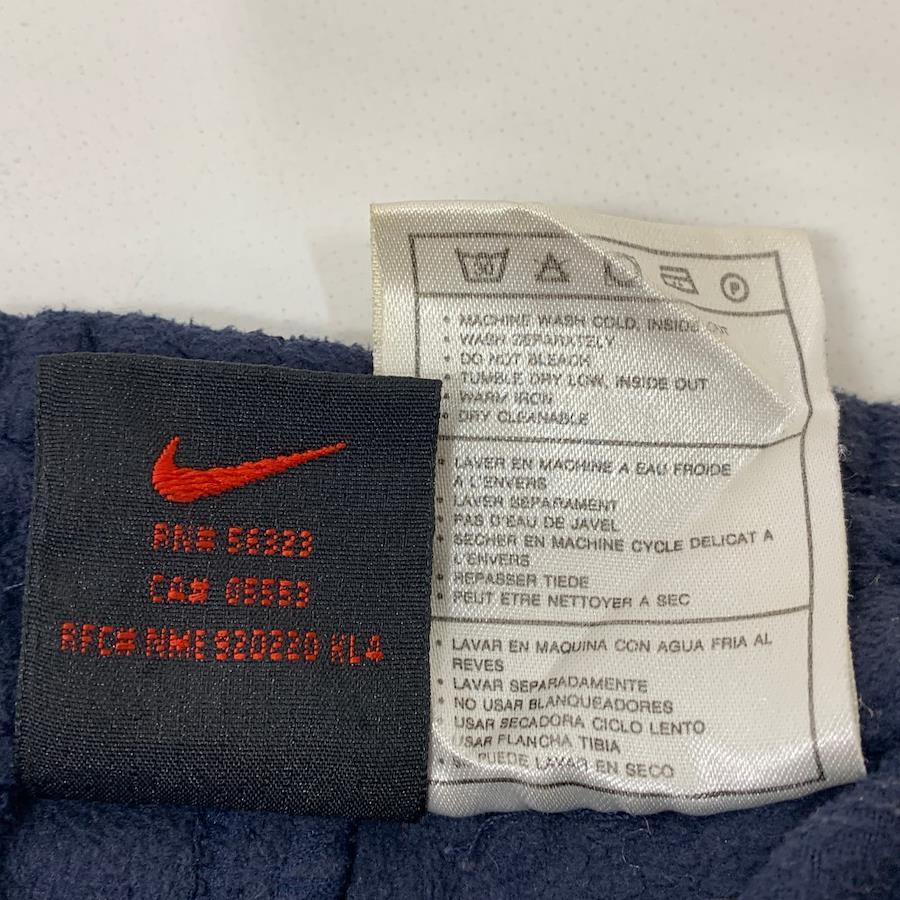 RN# 56323
CA# 05553
RFC# NME 920220 KLA
30
P
• MACHINE WASH COLD, INSIDE OUT
• WASH SEPARATELY
• DO NOT BLEACH
• TUMBLE DRY LOW, INSIDE OUT
• WARM IRON
• DRY CLEANABLE
• LAVER EN MACHINE A EAU FROIDE
A L'ENVERS
• LAVER SEPARAMENT
• PAS D'EAU DE JAVEL
• SECHER EN MACHINE CYCLE DELICAT A
L'ENVERS
• REPASSER TIEDE
• PEUT ETRE NETTOYER A SEC
• LAVAR EN MAQUINA CON AGUA FRIA AL
REVES
• LAVAR SEPARADAMENTE
• NO USAR BLANQUEADORES
• USAR SECADORA CICLO LENTO
USAR PLANCHA TIBIA
• SE PUEDE LAVAR EN SECO